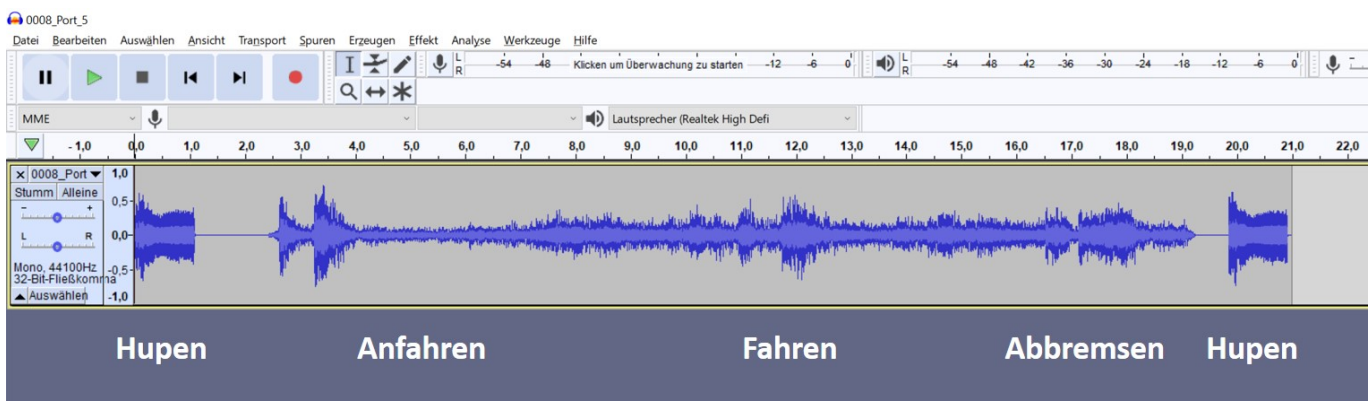 0008_Port_5
Datei Bearbeiten Auswählen Ansicht Transport Spuren Erzeugen Effekt Analyse Werkzeuge Hilfe
L R -54 -48 Klicken um Überwachung zu starten -12 -6 0 L R -54 -48 -42 -36 -30 -24 -18 -12 -6 0
MME Lautsprecher (Realtek High Defi
- 1,0 0,0 1,0 2,0 3,0 4,0 5,0 6,0 7,0 8,0 9,0 10,0 11,0 12,0 13,0 14,0 15,0 16,0 17,0 18,0 19,0 20,0 21,0 22,0
x 0008_Port 1,0
Stumm Alleine
- + 0,5-
L R 0,0-
Mono, 44100Hz -0,5-
32-Bit-Fließkomma
Auswählen -1,0
Hupen Anfahren Fahren Abbremsen Hupen